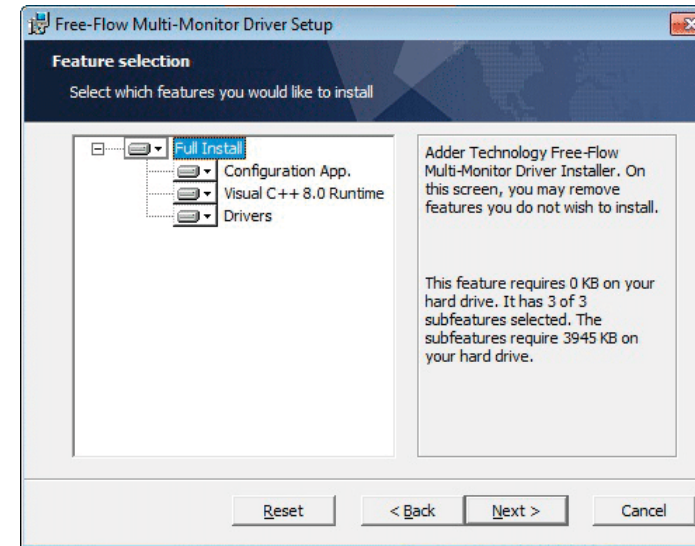 Free-Flow Multi-Monitor Driver Setup
Feature selection
Select which features you would like to install
Full Install
Configuration App.
Visual C++ 8.0 Runtime
Drivers
Adder Technology Free-Flow
Multi-Monitor Driver Installer. On
this screen, you may remove
features you do not wish to install.
This feature requires 0 KB on your
hard drive. It has 3 of 3
subfeatures selected. The
subfeatures require 3945 KB on
your hard drive.
Reset < Back Next > Cancel